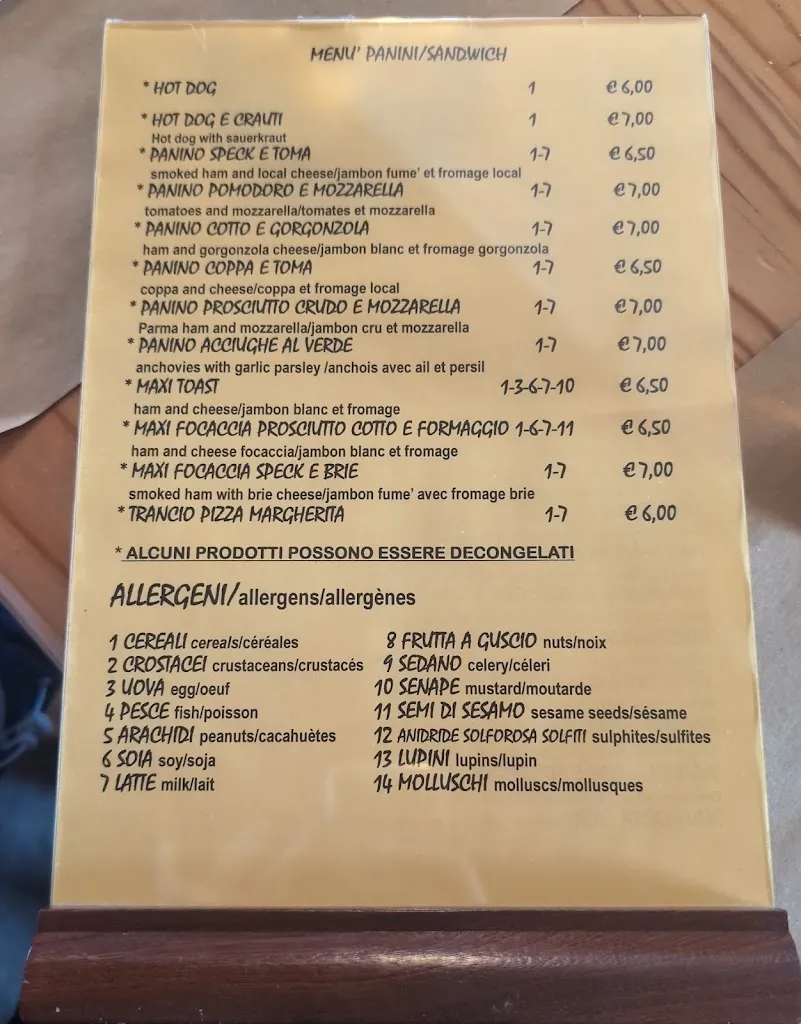 MENU' PANINI/SANDWICH
* HOT DOG 1 € 6,00
* HOT DOG E CRAUTI 1 € 7,00
Hot dog with sauerkraut
* PANINO SPECK E TOMA 1-7 € 6,50
smoked ham and local cheese/jambon fume' et fromage local
* PANINO POMODORO E MOZZARELLA 1-7 € 7,00
tomatoes and mozzarella/tomates et mozzarella
* PANINO COTTO E GORGONZOLA 1-7 € 7,00
ham and gorgonzola cheese/jambon blanc et fromage gorgonzola
* PANINO COPPA E TOMA 1-7 € 6,50
coppa and cheese/coppa et fromage local
* PANINO PROSCIUTTO CRUDO E MOZZARELLA 1-7 € 7,00
Parma ham and mozzarella/jambon cru et mozzarella
* PANINO ACCIUGHE AL VERDE 1-7 € 7,00
anchovies with garlic parsley /anchois avec ail et persil
* MAXI TOAST 1-3-6-7-10 € 6,50
ham and cheese/jambon blanc et fromage
* MAXI FOCACCIA PROSCIUTTO COTTO E FORMAGGIO 1-6-7-11 € 6,50
ham and cheese focaccia/jambon blanc et fromage
* MAXI FOCACCIA SPECK E BRIE 1-7 € 7,00
smoked ham with brie cheese/jambon fume' avec fromage brie
* TRANCIO PIZZA MARGHERITA 1-7 € 6,00
* ALCUNI PRODOTTI POSSONO ESSERE DECONGELATI
ALLERGENI/allergens/allergènes
1 CEREALI cereals/céréales
2 CROSTACEI crustaceans/crustacés
3 UOVA egg/oeuf
4 PESCE fish/poisson
5 ARACHIDI peanuts/cacahuètes
6 SOIA soy/soja
7 LATTE milk/lait
8 FRUTTA A GUSCIO nuts/noix
9 SEDANO celery/céleri
10 SENAPE mustard/moutarde
11 SEMI DI SESAMO sesame seeds/sésame
12 ANIDRIDE SOLFOROSA SOLFITI sulphites/sulfites
13 LUPINI lupins/lupin
14 MOLLUSCHI molluscs/mollusques